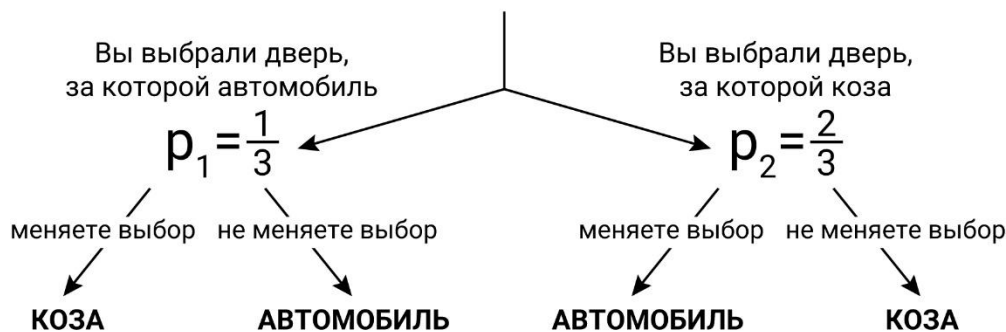 Вы выбрали дверь,
за которой автомобиль
p₁ = 1/3
Вы выбрали дверь,
за которой коза
p₂ = 2/3
меняете выбор
не меняете выбор
меняете выбор
не меняете выбор
КОЗА
АВТОМОБИЛЬ
АВТОМОБИЛЬ
КОЗА